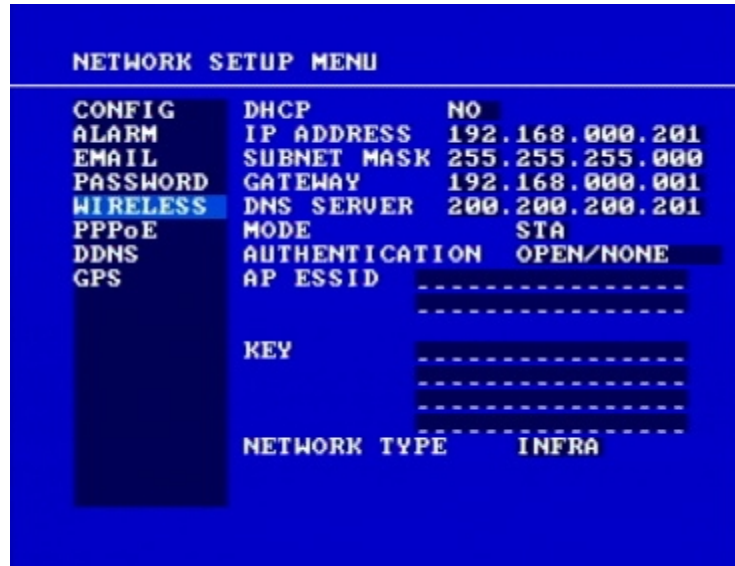 NETWORK SETUP MENU
CONFIG DHCP NO
ALARM IP ADDRESS 192.168.000.201
EMAIL SUBNET MASK 255.255.255.000
PASSWORD GATEWAY 192.168.000.001
WIRELESS DNS SERVER 200.200.200.201
PPPoE MODE STA
DDNS AUTHENTICATION OPEN/NONE
GPS AP ESSID ----------------
----------------
KEY ----------------
----------------
----------------
----------------
NETWORK TYPE INFRA